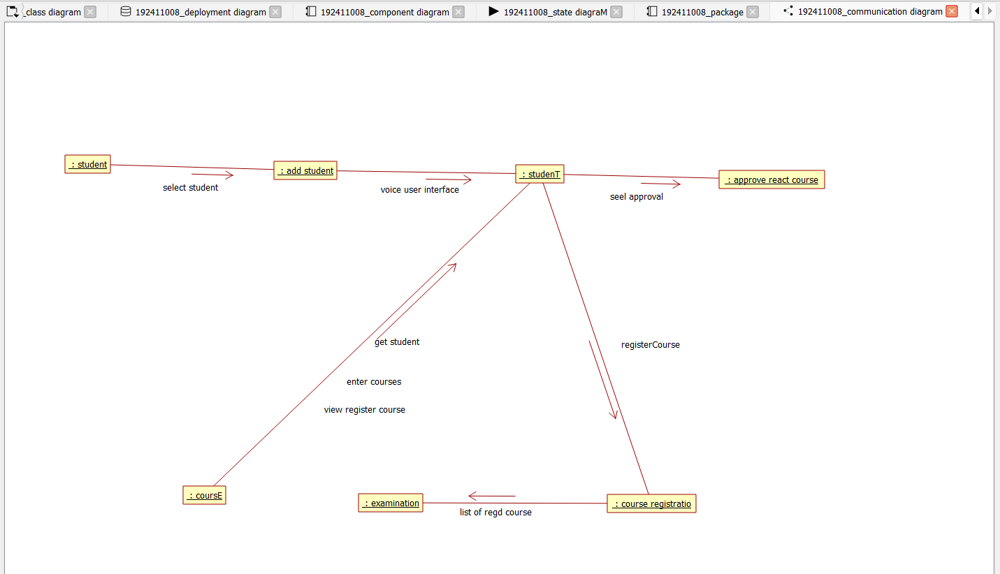 _class diagram
192411008_deployment diagram
192411008_component diagram
192411008_state diagraM
192411008_package
192411008_communication diagram
: student
: add student
: studenT
: approve react course
select student
voice user interface
seel approval
get student
registerCourse
enter courses
view register course
: coursE
: examination
: course registratio
list of regd course